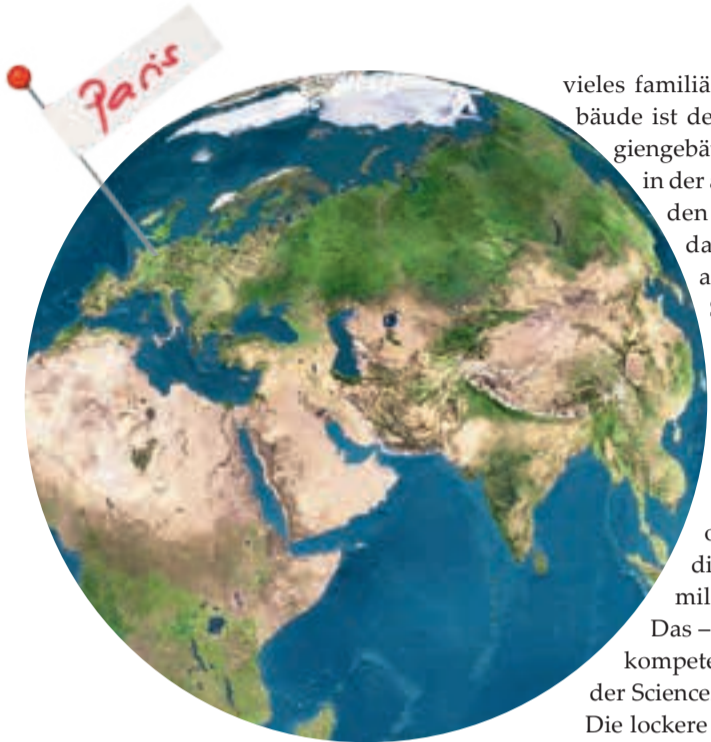 Paris
vieles familiä
bäude ist de
giengebä
in der
den
da
a
S
o
di
mil
Das –
kompete
der Science
Die lockere